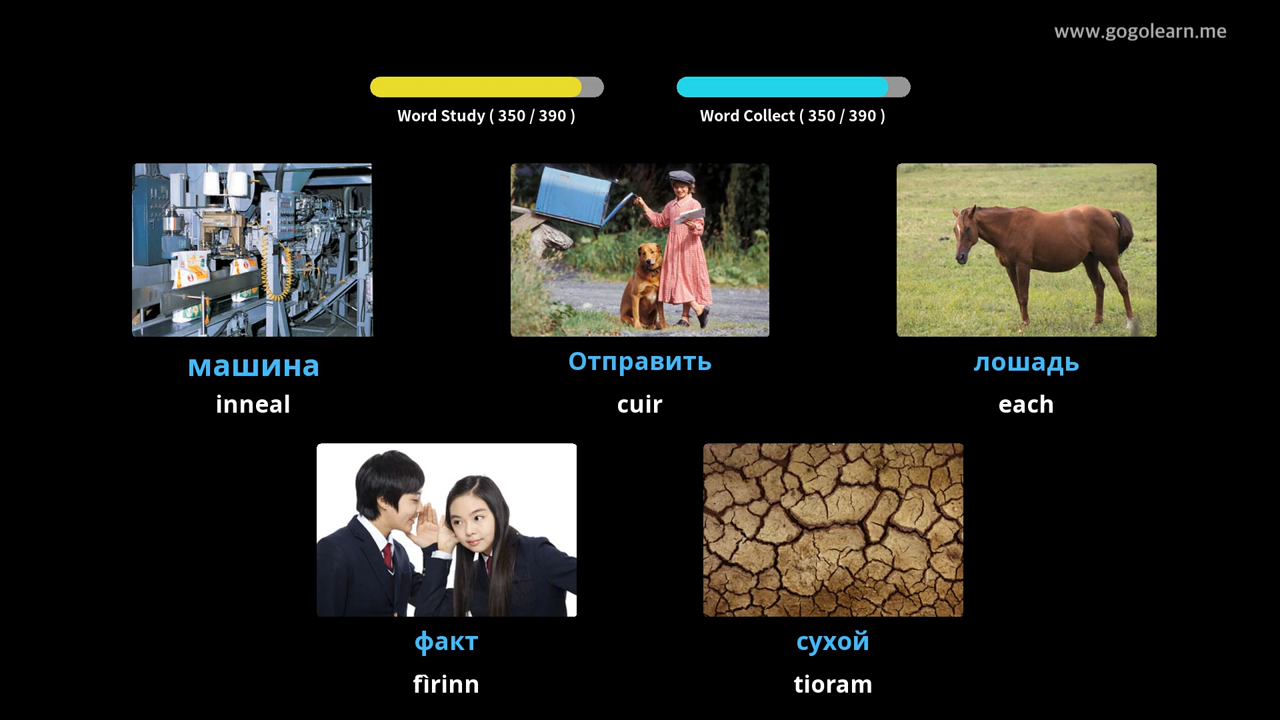 www.gogolearn.me
Word Study ( 350 / 390 )
Word Collect ( 350 / 390 )
машина
Отправить
лошадь
inneal
cuir
each
факт
сухой
fìrinn
tioram